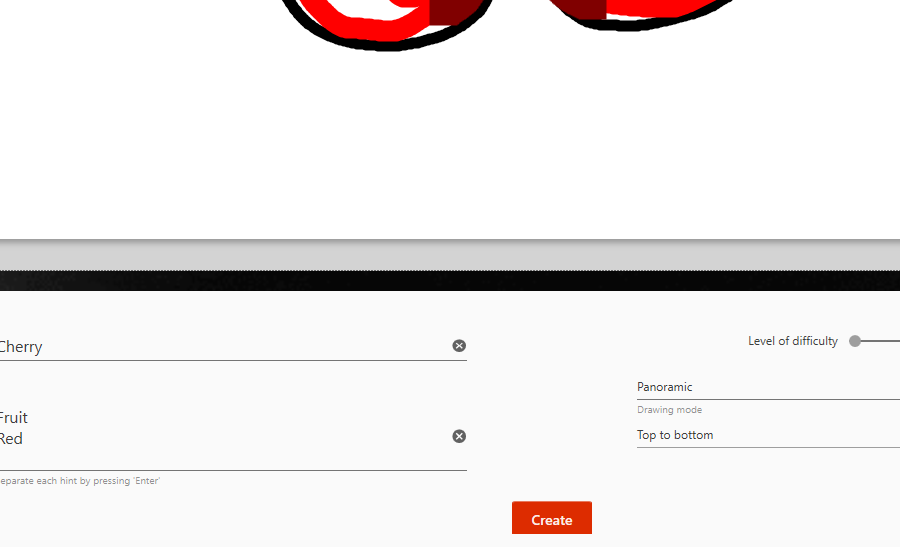 Cherry
Level of difficulty
Panoramic
Drawing mode
Fruit
Red
Top to bottom
eparate each hint by pressing 'Enter'
Create